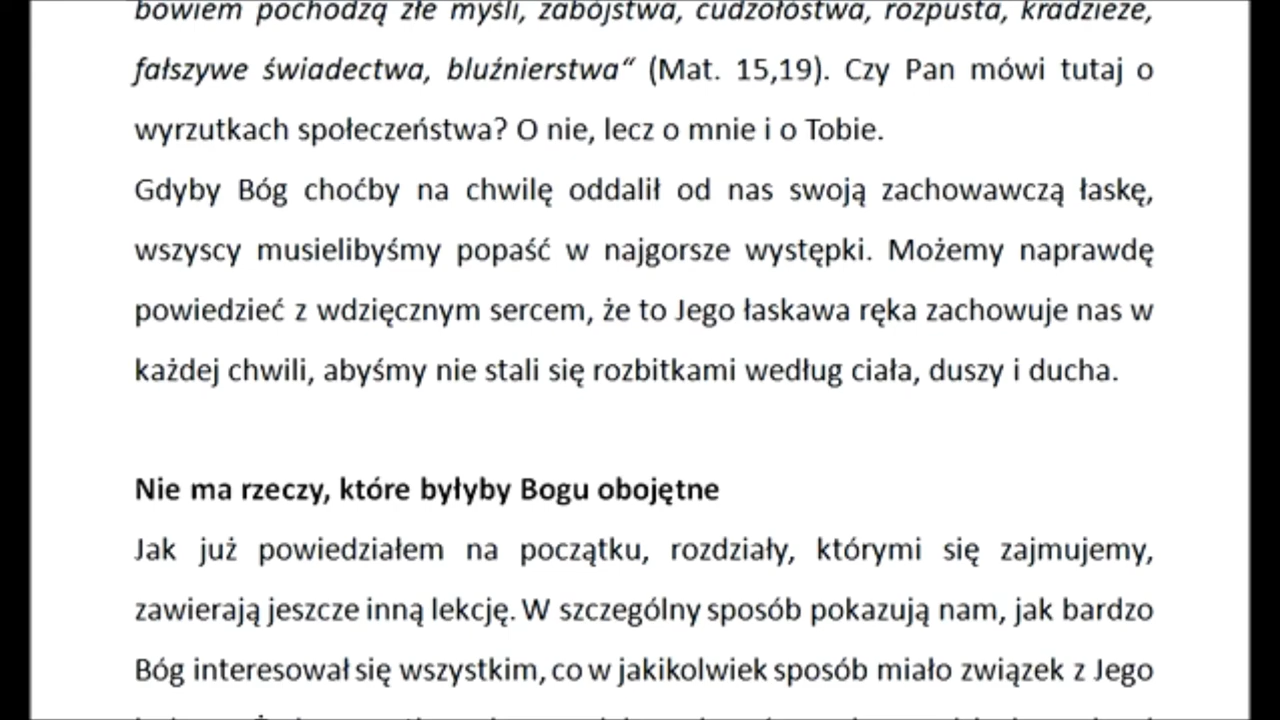 bowiem pochodzą złe myśli, zabójstwa, cudzołóstwa, rozpusta, kradzieże,
fałszywe świadectwa, bluźnierstwa“ (Mat. 15,19). Czy Pan mówi tutaj o
wyrzutkach społeczeństwa? O nie, lecz o mnie i o Tobie.
Gdyby Bóg choćby na chwilę oddalił od nas swoją zachowawczą łaskę,
wszyscy musielibyśmy popaść w najgorsze występki. Możemy naprawdę
powiedzieć z wdzięcznym sercem, że to Jego łaskawa ręka zachowuje nas w
każdej chwili, abyśmy nie stali się rozbitkami według ciała, duszy i ducha.
Nie ma rzeczy, które byłyby Bogu obojętne
Jak już powiedziałem na początku, rozdziały, którymi się zajmujemy,
zawierają jeszcze inną lekcję. W szczególny sposób pokazują nam, jak bardzo
Bóg interesował się wszystkim, co w jakikolwiek sposób miało związek z Jego